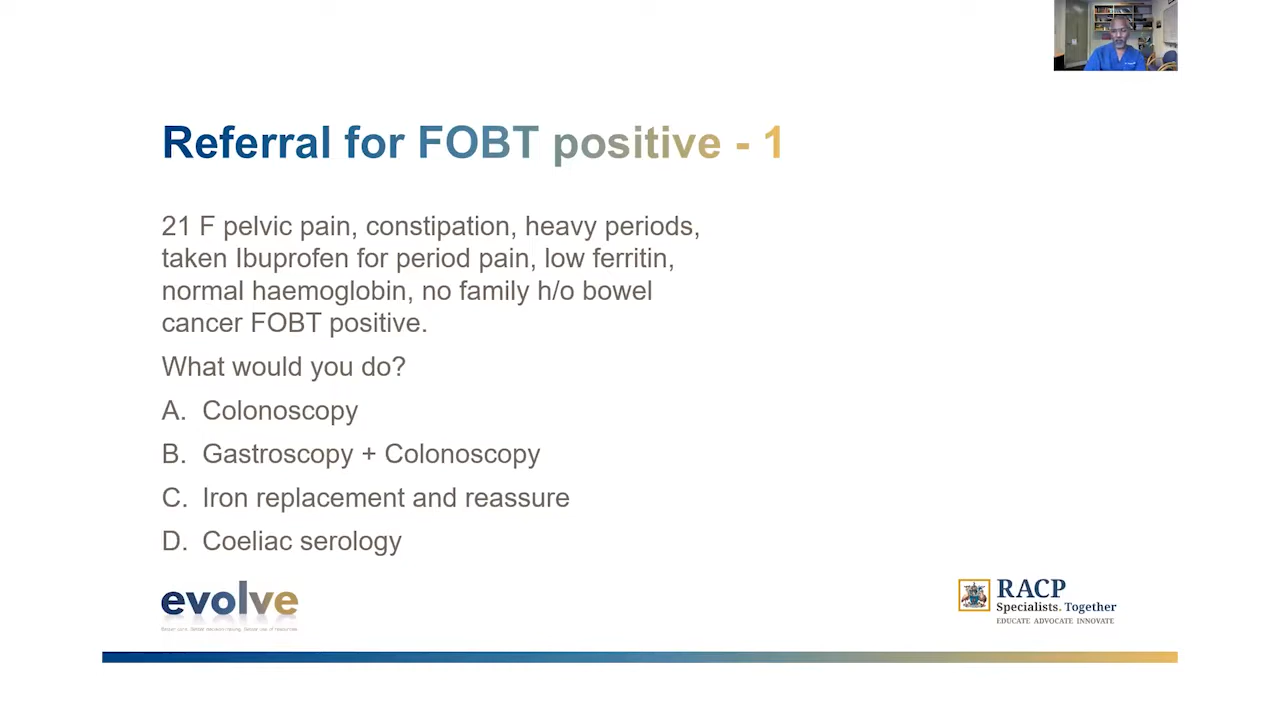 Referral for FOBT positive - 1
21 F pelvic pain, constipation, heavy periods,
taken Ibuprofen for period pain, low ferritin,
normal haemoglobin, no family h/o bowel
cancer FOBT positive.
What would you do?
A. Colonoscopy
B. Gastroscopy + Colonoscopy
C. Iron replacement and reassure
D. Coeliac serology
evolve
RACP
Specialists. Together
EDUCATE ADVOCATE INNOVATE